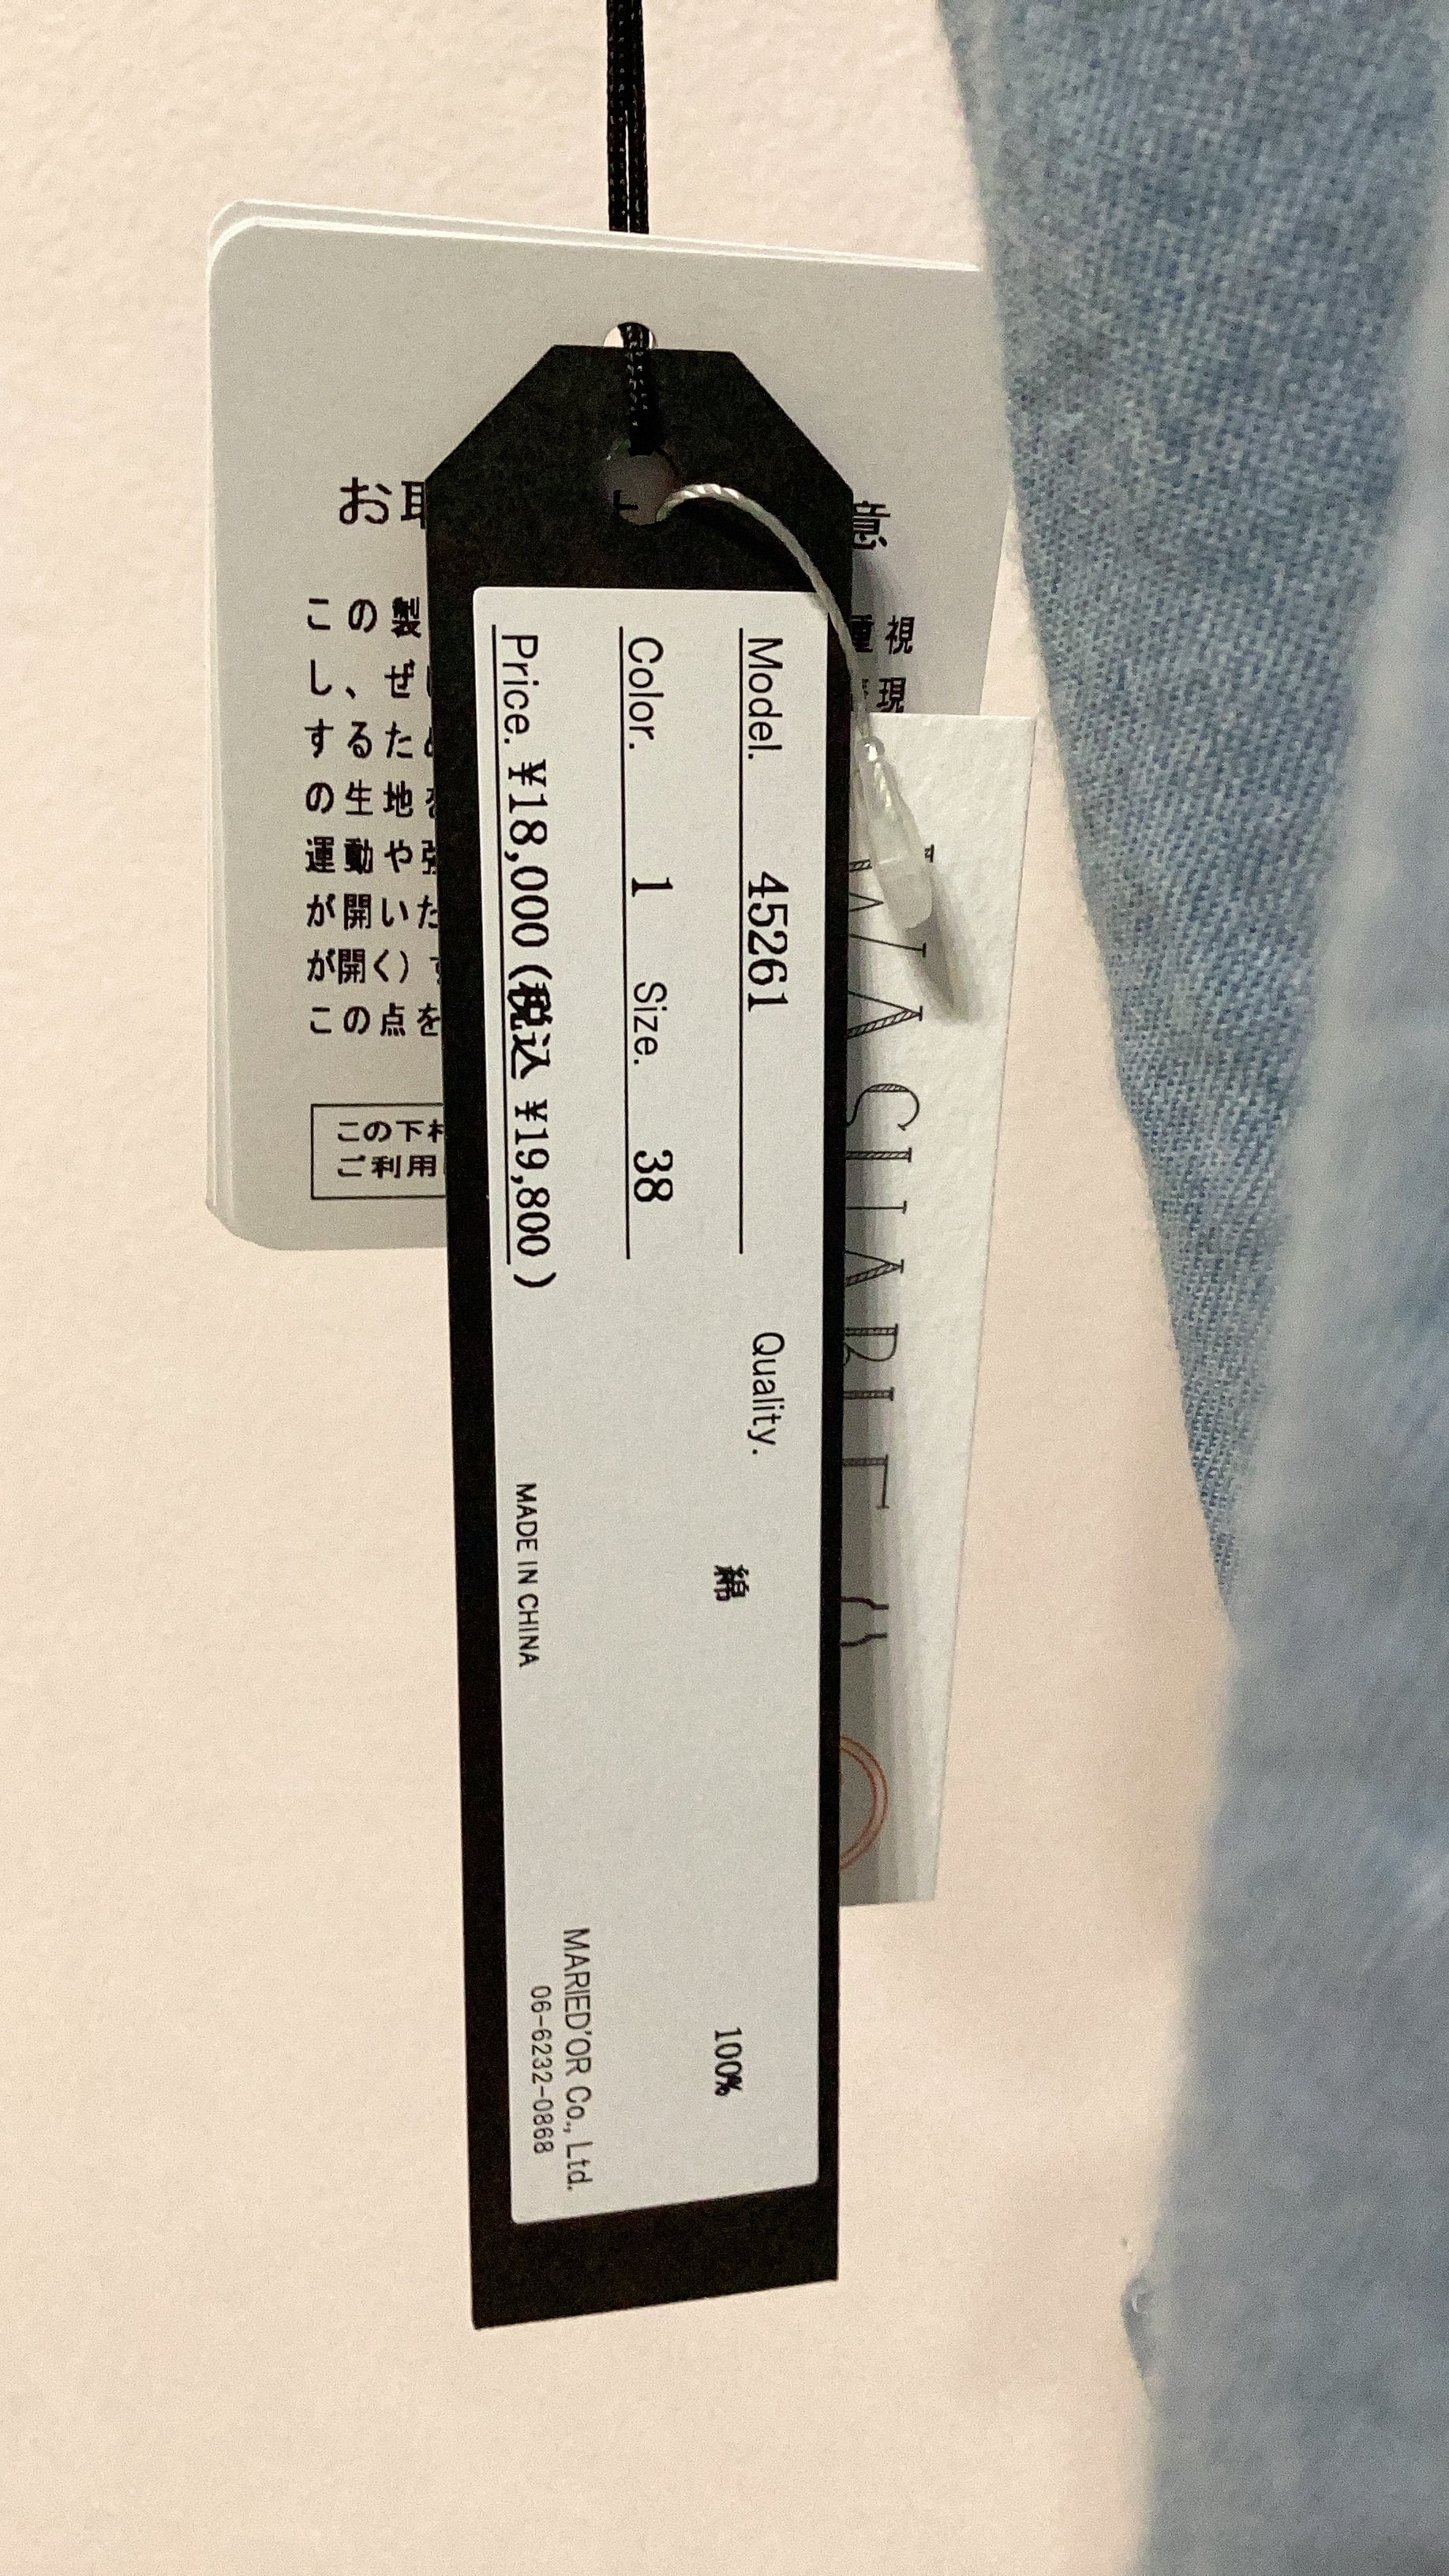 Model. 45261
Color. 1 Size. 38
Price. ¥18,000 (税込 ¥19,800)
Quality.
綿 100%
MADE IN CHINA
MARIED'OR Co., Ltd.
06-6232-0868
お取 意
この製 重視
し、ぜ 現
するため
の生地を
運動や強
が開いた
が開く)す
この点を
この下
ご利用
WASHABLE